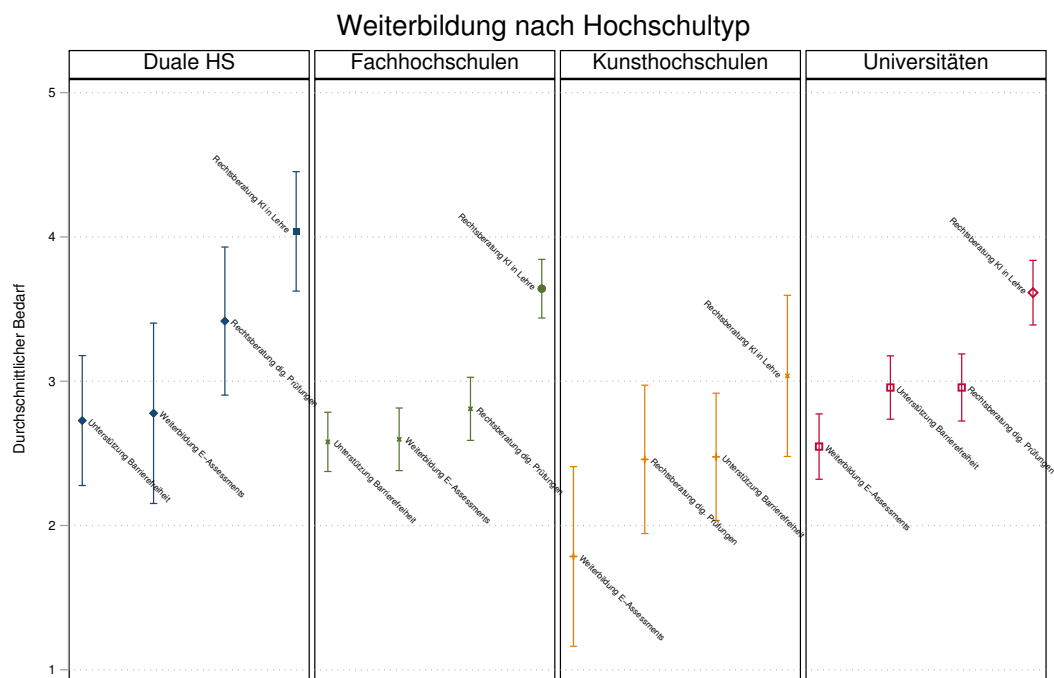 Weiterbildung nach Hochschultyp
Duale HS
Fachhochschulen
Kunsthochschulen
Universitäten
Durchschnittlicher Bedarf
5
4
3
2
1
Unterstützung Barrierefreiheit
Weiterbildung E−Assessments
Rechtsberatung dig. Prüfungen
Rechtsberatung KI in Lehre
Unterstützung Barrierefreiheit
Weiterbildung E−Assessments
Rechtsberatung dig. Prüfungen
Rechtsberatung KI in Lehre
Weiterbildung E−Assessments
Rechtsberatung dig. Prüfungen
Unterstützung Barrierefreiheit
Rechtsberatung KI in Lehre
Weiterbildung E−Assessments
Unterstützung Barrierefreiheit
Rechtsberatung dig. Prüfungen
Rechtsberatung KI in Lehre